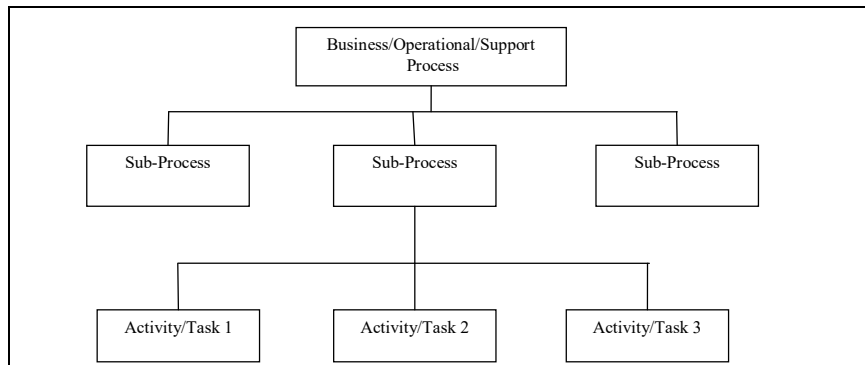 Business/Operational/Support
Process
Sub-Process
Sub-Process
Sub-Process
Activity/Task 1
Activity/Task 2
Activity/Task 3